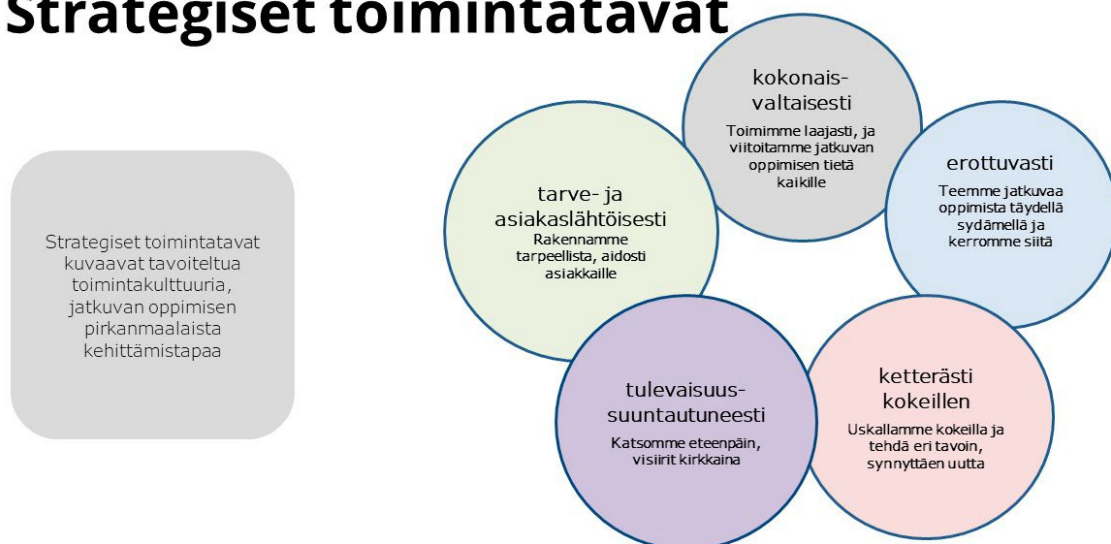 Strategiset toimintatavat
Strategiset toimintatavat
kuvaavat tavoiteltua
toimintakulttuuria,
jatkuvan oppimisen
pirkanmaalaista
kehittämistapaa
kokonais-
valtaisesti
Toimimme laajasti, ja
viitoitamme jatkuvan
oppimisen tietä
kaikille
erottuvasti
Teemme jatkuvaa
oppimista täydellä
sydämellä ja
kerromme siitä
ketterästi
kokeillen
Uskallamme kokeilla ja
tehdä eri tavoin,
synnyttäen uutta
tulevaisuus-
suuntautuneesti
Katsomme eteenpäin,
visiirit kirkkaina
tarve- ja
asiakaslähtöisesti
Rakennamme
tarpeellista, aidosti
asiakkaille